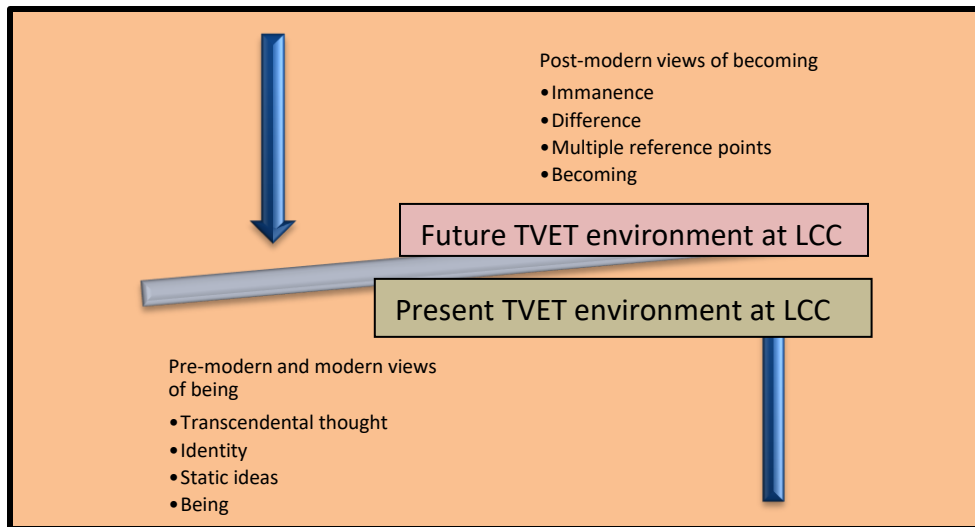 Post-modern views of becoming
•Immanence
•Difference
•Multiple reference points
•Becoming
Future TVET environment at LCC
Present TVET environment at LCC
Pre-modern and modern views
of being
•Transcendental thought
•Identity
•Static ideas
•Being